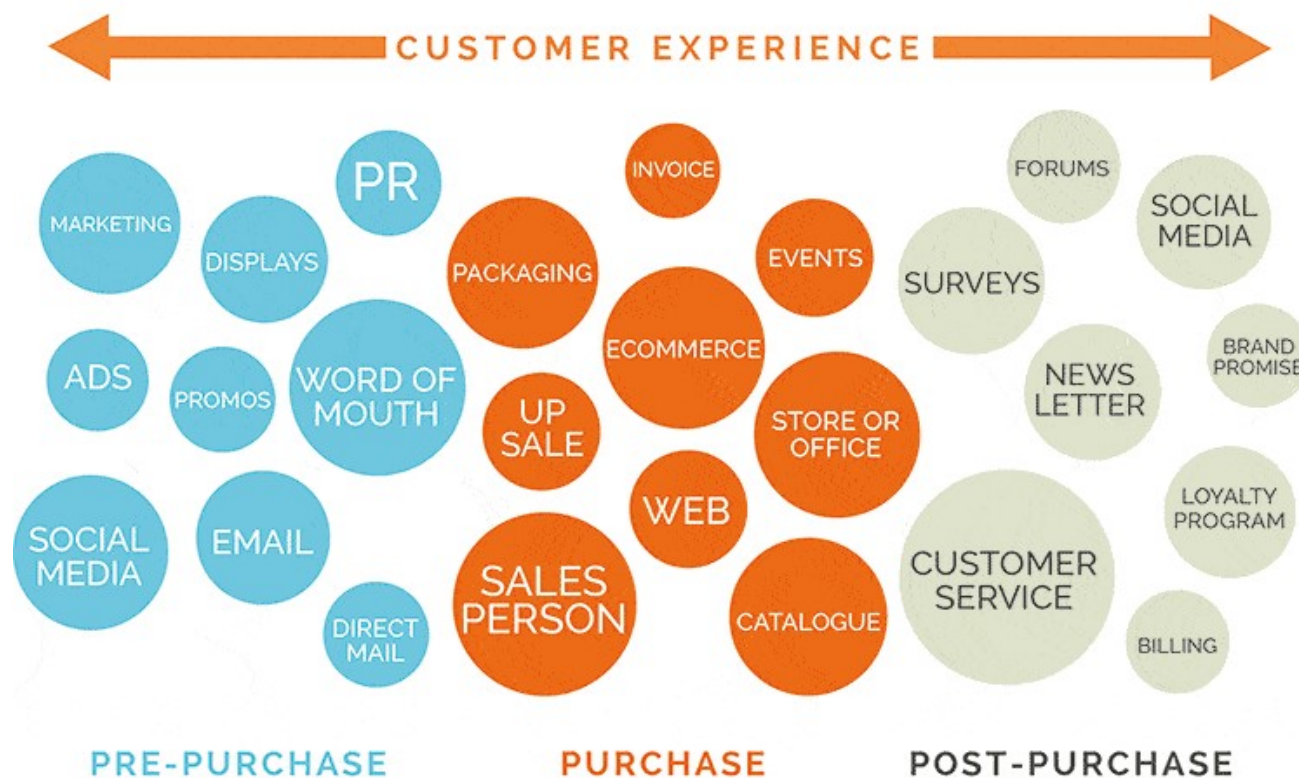 CUSTOMER EXPERIENCE
MARKETING
DISPLAYS
PR
ADS
PROMOS
WORD OF
MOUTH
SOCIAL
MEDIA
EMAIL
DIRECT
MAIL
PRE-PURCHASE
INVOICE
PACKAGING
EVENTS
ECOMMERCE
UP
SALE
STORE OR
OFFICE
WEB
SALES
PERSON
CATALOGUE
PURCHASE
FORUMS
SOCIAL
MEDIA
SURVEYS
BRAND
PROMISE
NEWS
LETTER
LOYALTY
PROGRAM
CUSTOMER
SERVICE
BILLING
POST-PURCHASE